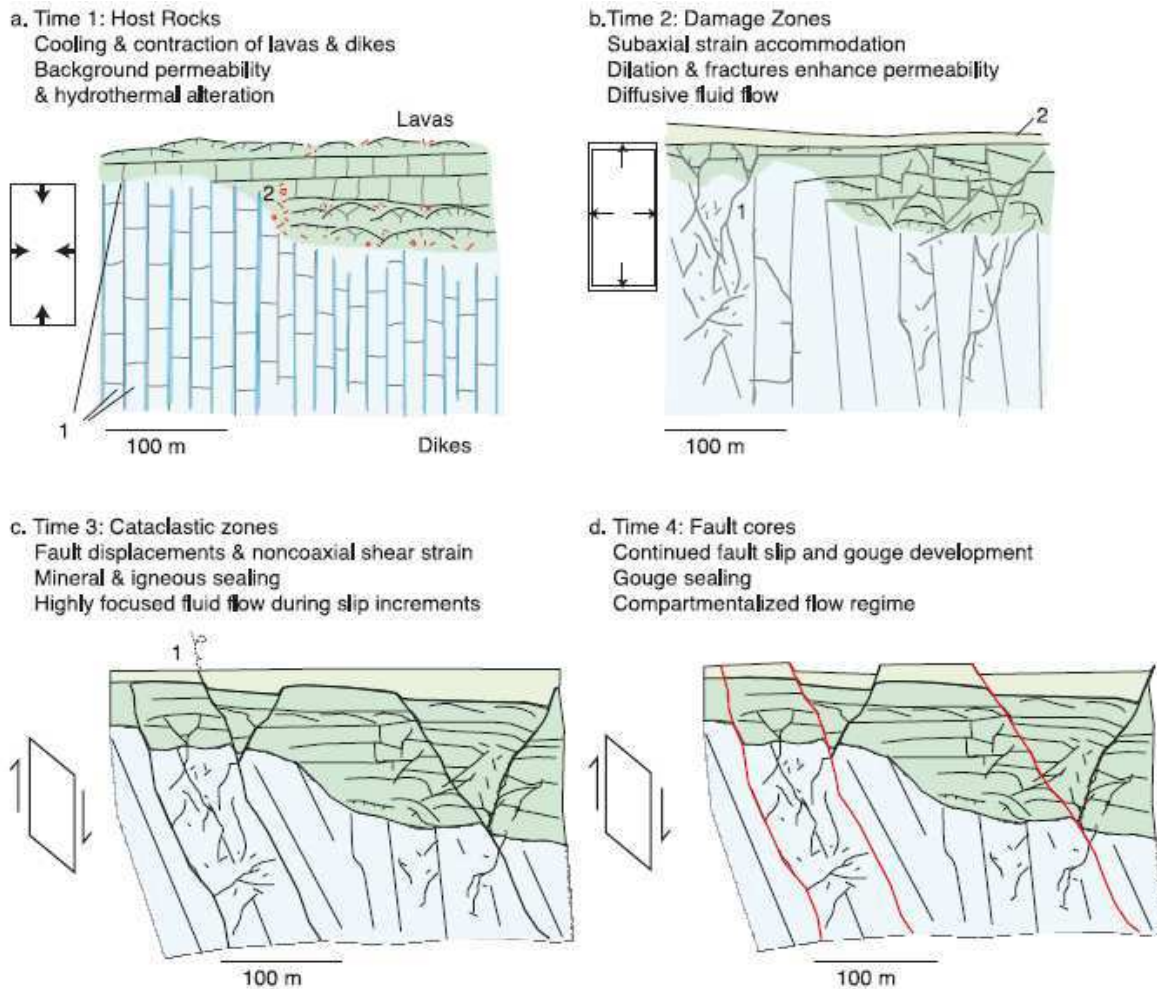 a. Time 1: Host Rocks
Cooling & contraction of lavas & dikes
Background permeability
& hydrothermal alteration
Lavas
2
1
100 m
Dikes
b. Time 2: Damage Zones
Subaxial strain accommodation
Dilation & fractures enhance permeability
Diffusive fluid flow
2
1
100 m
c. Time 3: Cataclastic zones
Fault displacements & noncoaxial shear strain
Mineral & igneous sealing
Highly focused fluid flow during slip increments
1
100 m
d. Time 4: Fault cores
Continued fault slip and gouge development
Gouge sealing
Compartmentalized flow regime
100 m